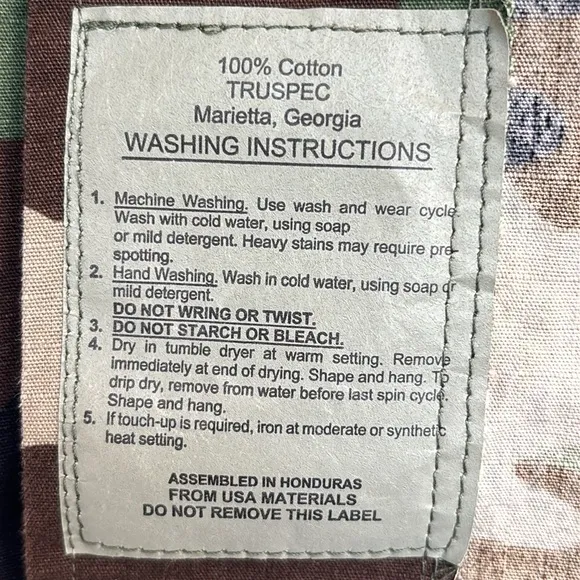 100% Cotton
TRUSPEC
Marietta, Georgia
WASHING INSTRUCTIONS
1. Machine Washing. Use wash and wear cycle.
Wash with cold water, using soap
or mild detergent. Heavy stains may require pre-
spotting.
2. Hand Washing. Wash in cold water, using soap or
mild detergent.
DO NOT WRING OR TWIST.
3. DO NOT STARCH OR BLEACH.
4. Dry in tumble dryer at warm setting. Remove
immediately at end of drying. Shape and hang. To
drip dry, remove from water before last spin cycle.
Shape and hang.
5. If touch-up is required, iron at moderate or synthetic
heat setting.
ASSEMBLED IN HONDURAS
FROM USA MATERIALS
DO NOT REMOVE THIS LABEL